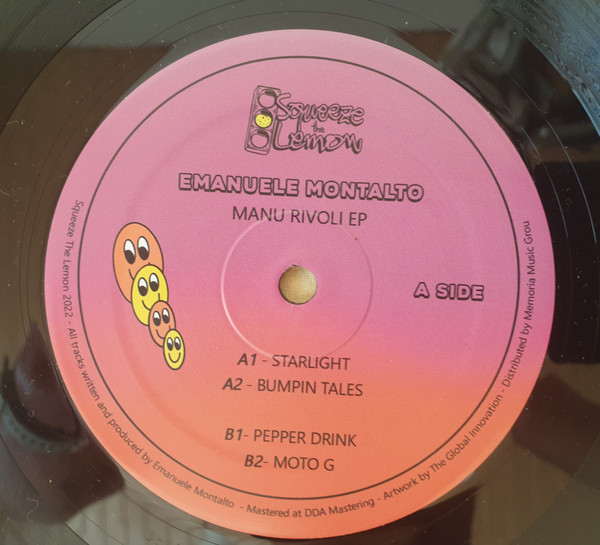 Squeeze
the
Lemon
EMANUELE MONTALTO
MANU RIVOLI EP
A SIDE
A1 - STARLIGHT
A2 - BUMPIN TALES
B1- PEPPER DRINK
B2- MOTO G
Squeeze The Lemon 2022 - All tracks written and produced by Emanuele Montalto - Mastered at DDA Mastering - Artwork by The Global Innovation - Distributed by Memoria Music Grou